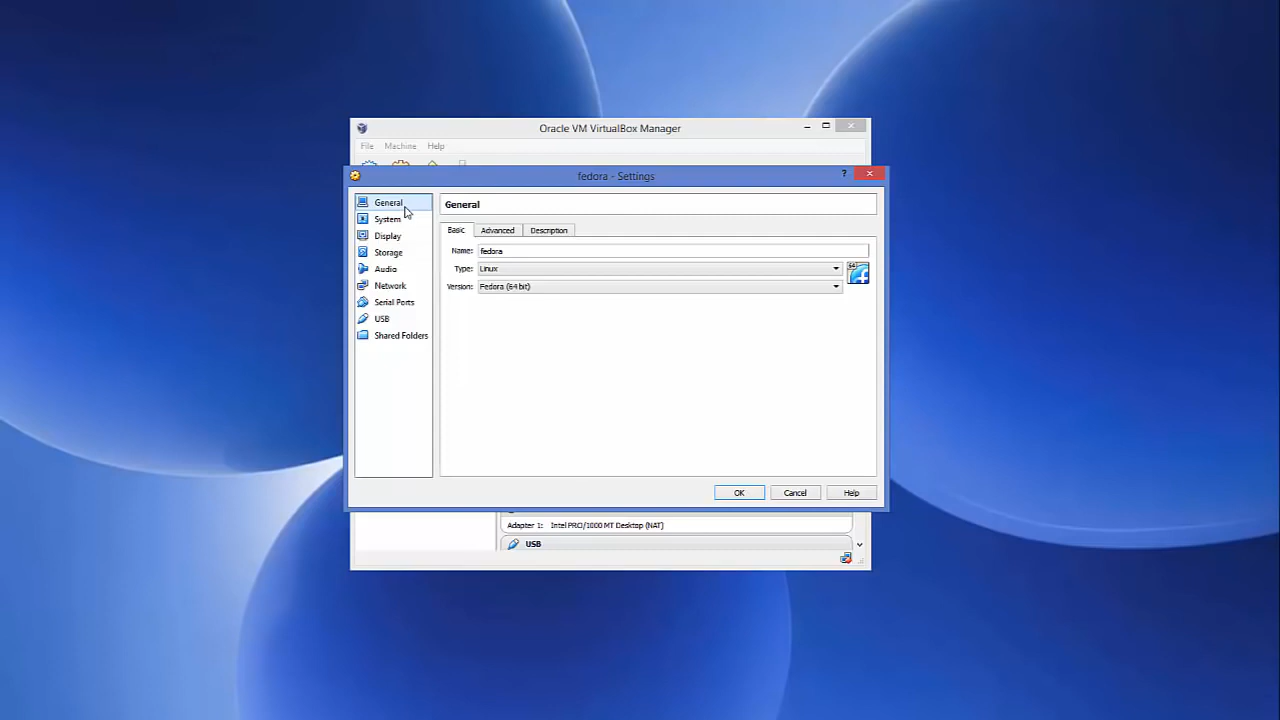 Oracle VM VirtualBox Manager
File Machine Help
fedora - Settings
?
General
System
Display
Storage
Audio
Network
Serial Ports
USB
Shared Folders
General
Basic Advanced Description
Name: fedora
Type: Linux
Version: Fedora (64 bit)
64
OK Cancel Help
Adapter 1: Intel PRO/1000 MT Desktop (NAT)
USB